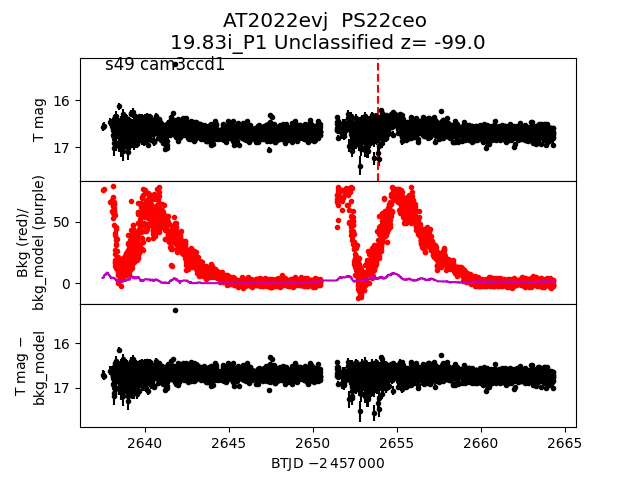 AT2022evj  PS22ceo
19.83i_P1 Unclassified z= -99.0
s49 cam3ccd1
T mag
16
17
Bkg (red)/
bkg_model (purple)
50
0
T mag −
bkg_model
16
17
2640 2645 2650 2655 2660 2665
BTJD −2 457 000